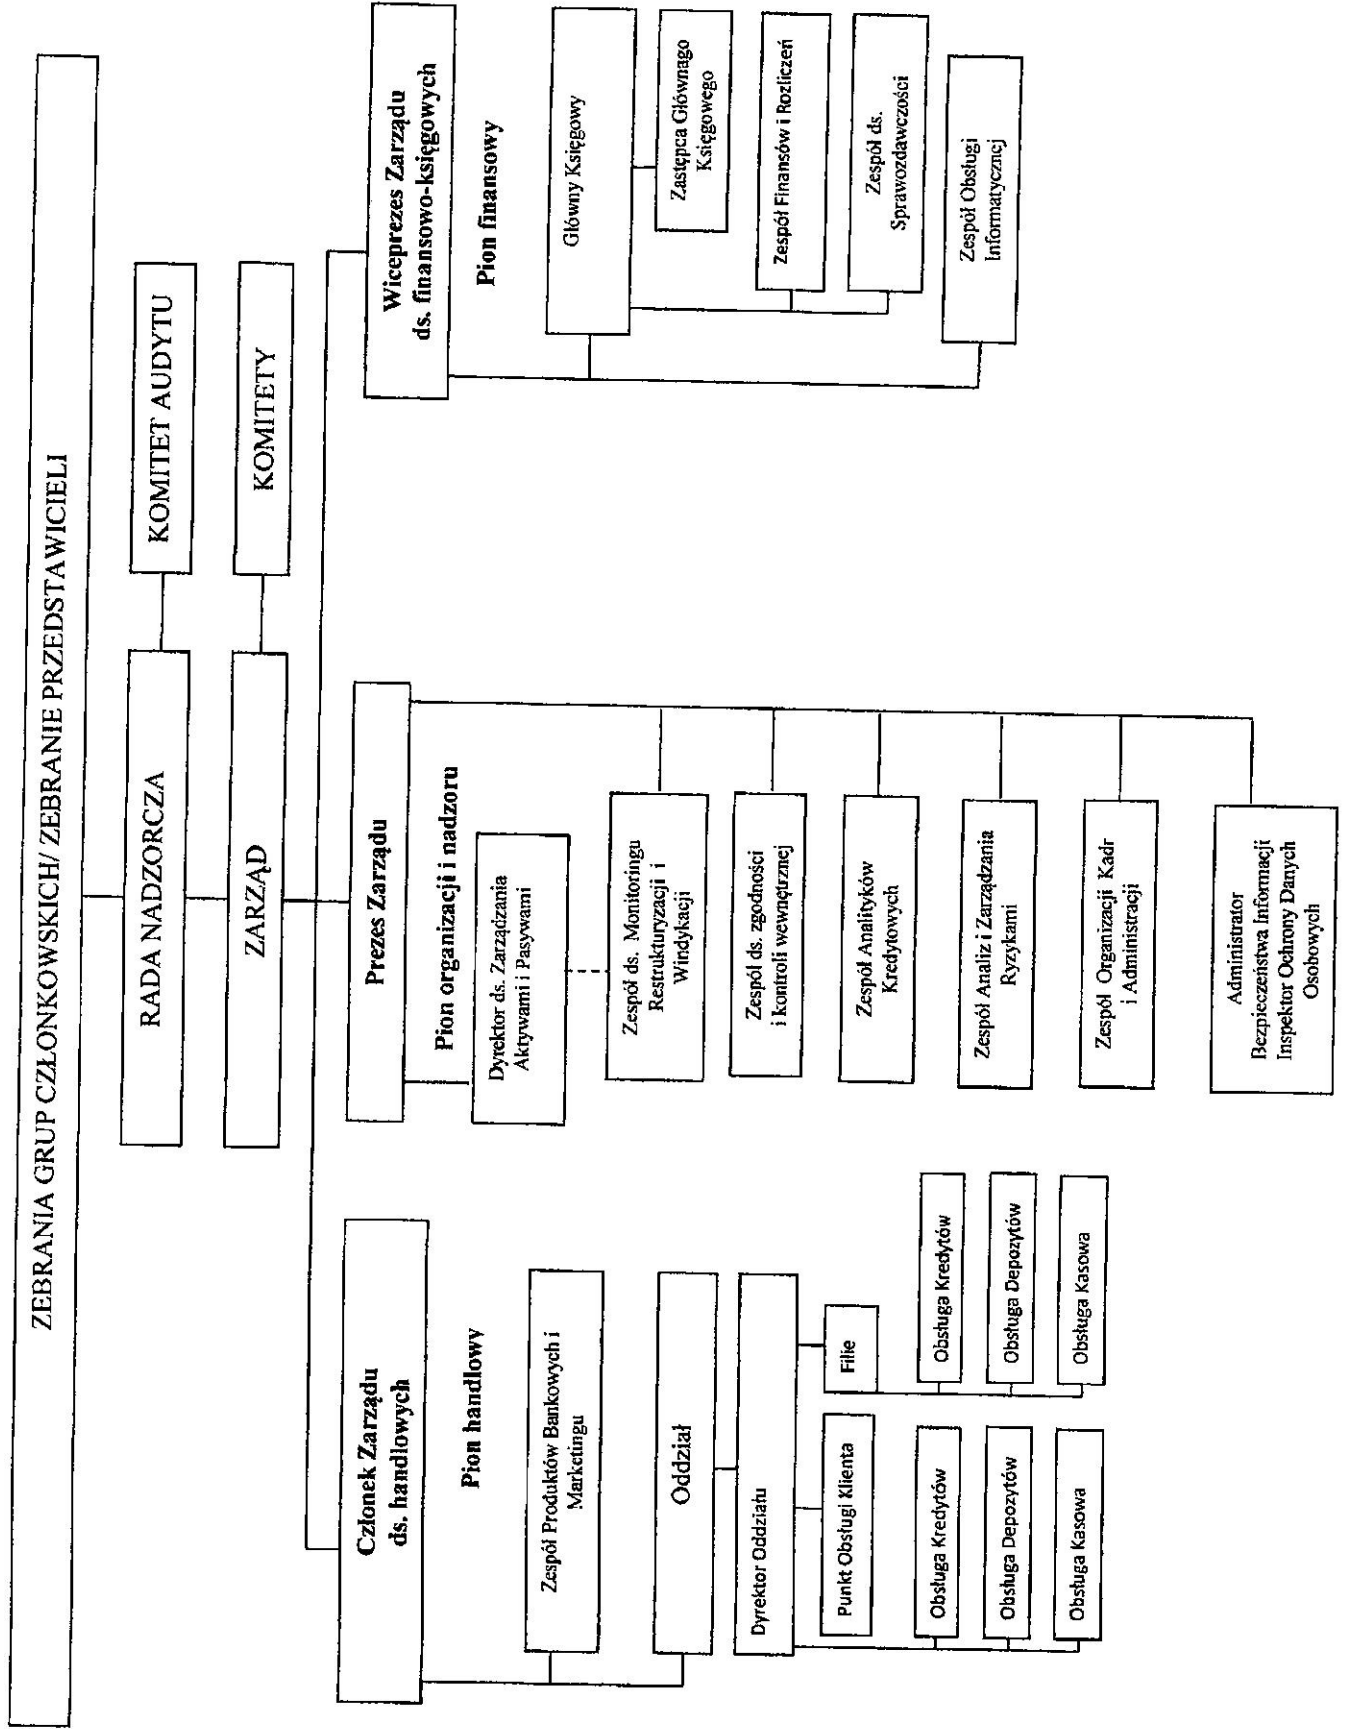 ZEBRANIA GRUP CZŁONKOWSKICH/ ZEBRANIE PRZEDSTAWICIELI
RADA NADZORCZA
KOMITET AUDYTU
ZARZĄD
KOMITETY
Członek Zarządu
ds. handlowych
Pion handlowy
Zespół Produktów Bankowych i
Marketingu
Oddział
Dyrektor Oddziału
Punkt Obsługi Klienta
Filie
Obsługa Kredytów
Obsługa Depozytów
Obsługa Kasowa
Obsługa Kredytów
Obsługa Depozytów
Obsługa Kasowa
Prezes Zarządu
Pion organizacji i nadzoru
Dyrektor ds. Zarządzania
Aktywami i Pasywami
Zespół ds. Monitoringu
Restrukturyzacji i
Windykacji
Zespół ds. zgodności
i kontroli wewnętrznej
Zespół Analityków
Kredytowych
Zespół Analiz i Zarządzania
Ryzykami
Zespół Organizacji Kadr
i Administracji
Administrator
Bezpieczeństwa Informacji
Inspektor Ochrony Danych
Osobowych
Wiceprezes Zarządu
ds. finansowo-księgowych
Pion finansowy
Główny Księgowy
Zastępca Głównago
Księgowego
Zespół Finansów i Rozliczeń
Zespół ds.
Sprawozdawczości
Zespół Obsługi
Informatycznej